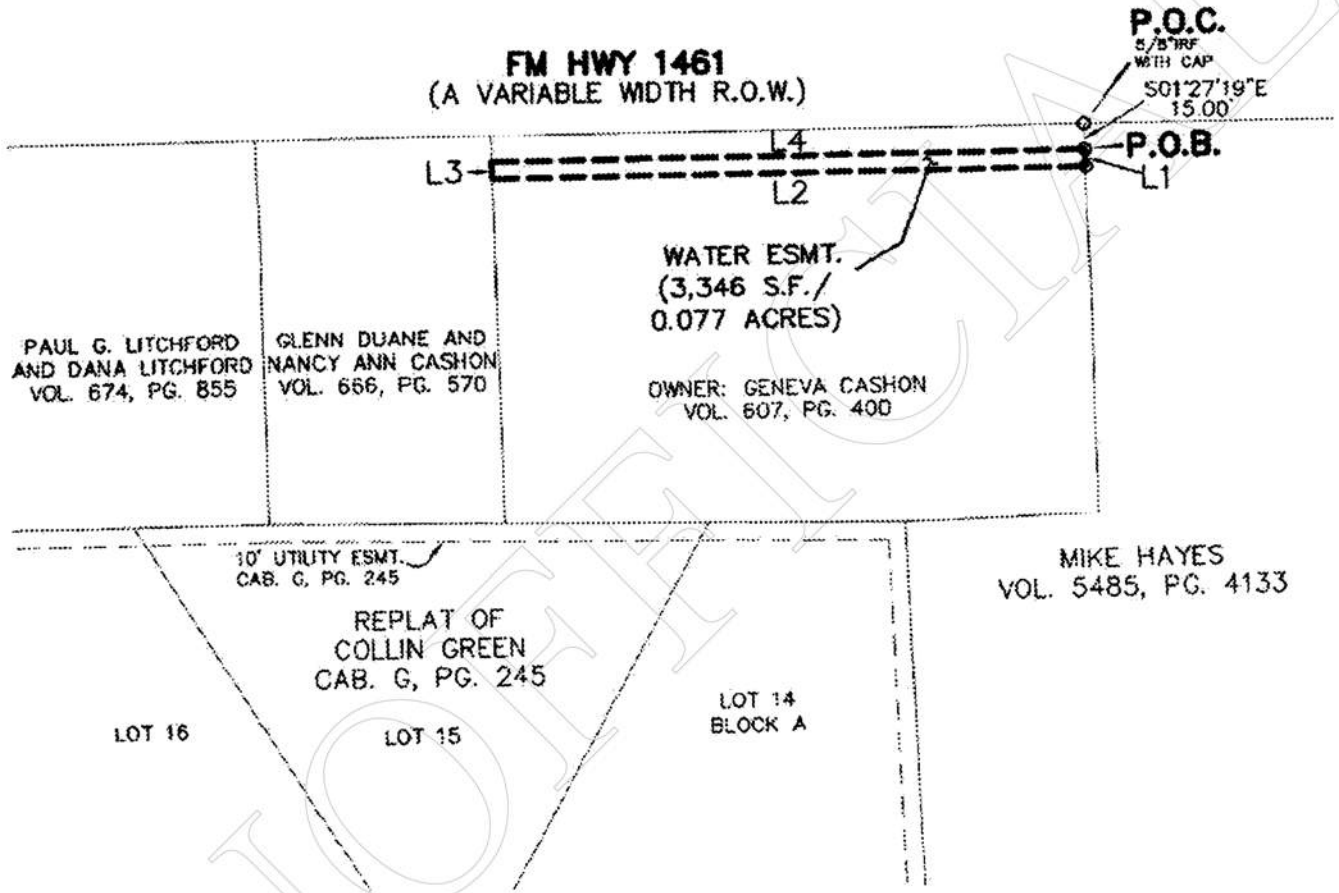 P.O.C.
5/8"IRF
WITH CAP
S01°27'19"E
15.00'
FM HWY 1461
(A VARIABLE WIDTH R.O.W.)
L4
P.O.B.
L3
L1
L2
WATER ESMT.
(3,346 S.F./
0.077 ACRES)
PAUL G. LITCHFORD
AND DANA LITCHFORD
VOL. 674, PG. 855
GLENN DUANE AND
NANCY ANN CASHON
VOL. 666, PG. 570
OWNER: GENEVA CASHON
VOL. 607, PG. 400
10' UTILITY ESMT.
CAB. G, PG. 245
MIKE HAYES
VOL. 5485, PG. 4133
REPLAT OF
COLLIN GREEN
CAB. G, PG. 245
LOT 16
LOT 15
LOT 14
BLOCK A